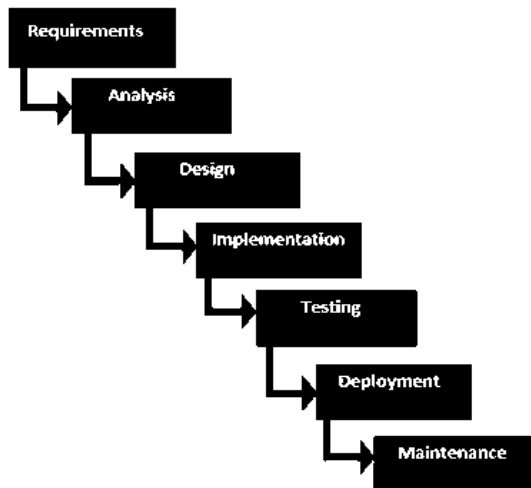 Requirements
Analysis
Design
Implementation
Testing
Deployment
Maintenance